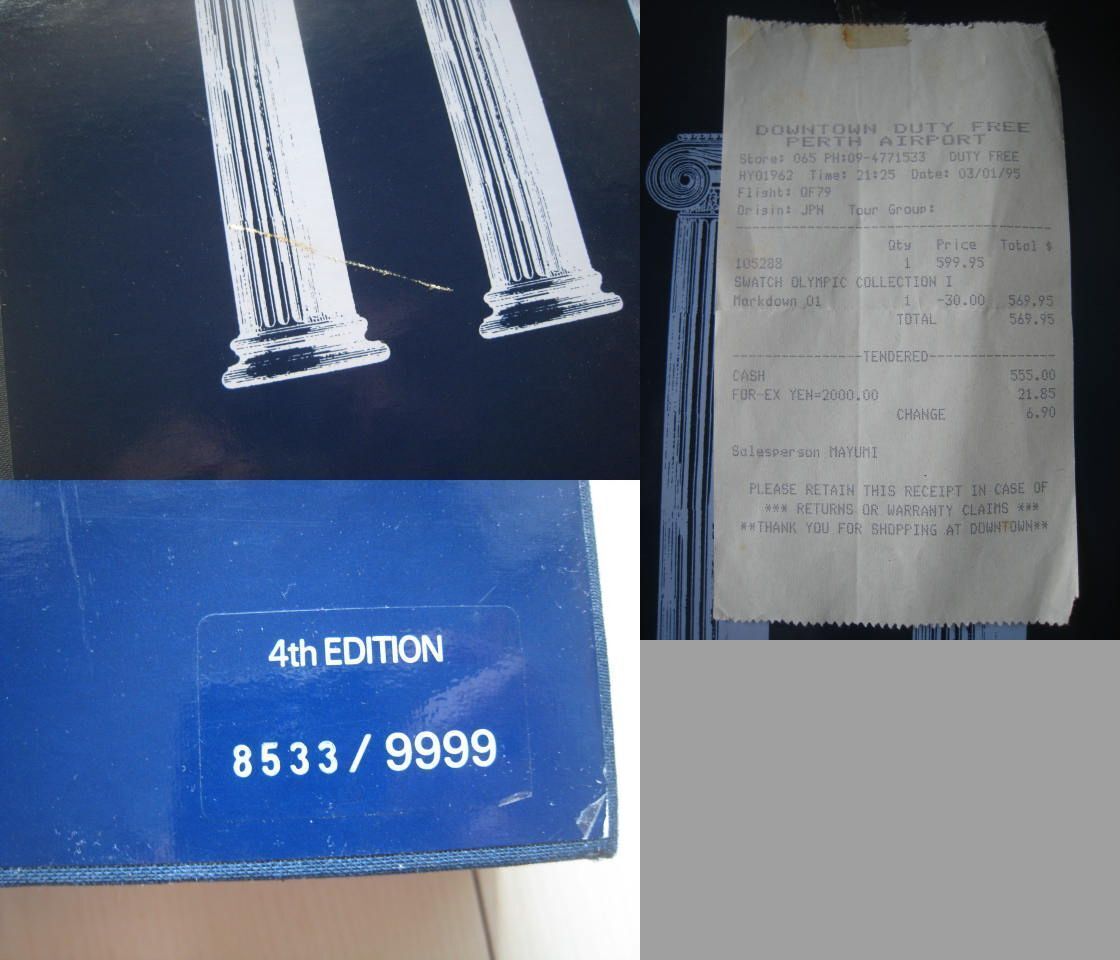 DOWNTOWN DUTY FREE
PERTH AIRPORT
Store: 065 PH:09-4771533 DUTY FREE
HY01962 Time: 21:25 Date: 03/01/95
Flight: QF79
Origin: JPN Tour Group:
Qty Price Total $
105288 1 599.95
SWATCH OLYMPIC COLLECTION I
Markdown 01 1 -30.00 569.95
TOTAL 569.95
TENDERED
CASH 555.00
FOR-EX YEN=2000.00 21.85
CHANGE 6.90
Salesperson MAYUMI
PLEASE RETAIN THIS RECEIPT IN CASE OF
*** RETURNS OR WARRANTY CLAIMS ***
**THANK YOU FOR SHOPPING AT DOWNTOWN**
4th EDITION
8533/9999